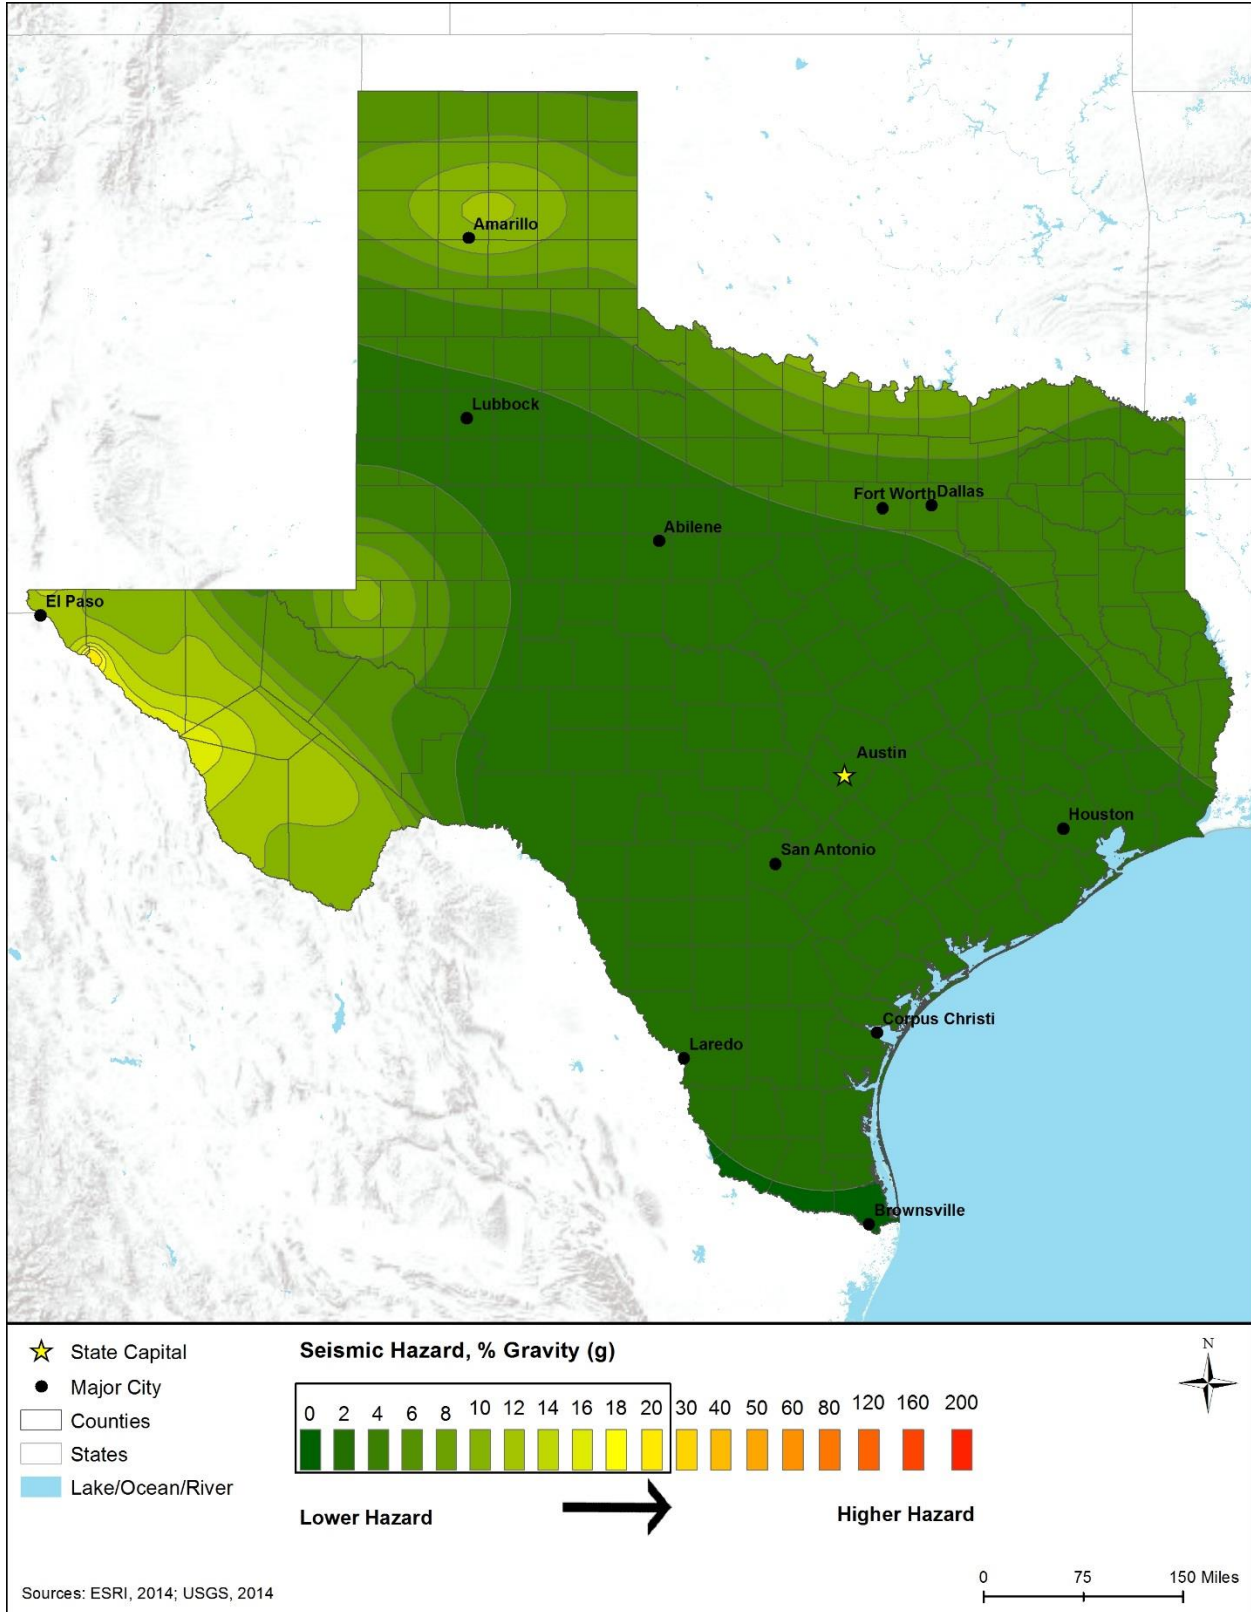 Amarillo
Lubbock
Fort Worth
Dallas
Abilene
El Paso
Austin
Houston
San Antonio
Corpus Christi
Laredo
Brownsville
State Capital
Major City
Counties
States
Lake/Ocean/River
Seismic Hazard, % Gravity (g)
0 2 4 6 8 10 12 14 16 18 20 30 40 50 60 80 120 160 200
Lower Hazard
Higher Hazard
N
0 75 150 Miles
Sources: ESRI, 2014; USGS, 2014